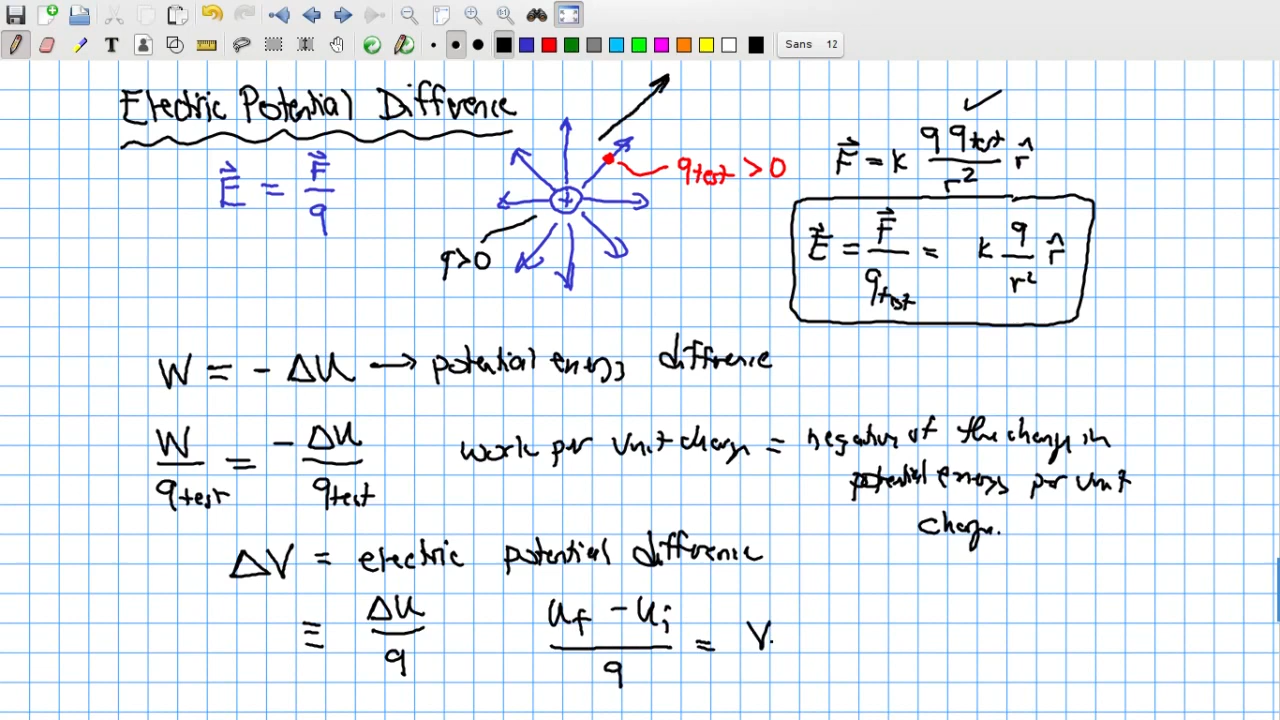 Sans 12
Electric Potential Difference
E⃗ = F⃗/q
+
q_test > 0
q>0
F⃗ = k q q_test/r² r̂
E⃗ = F⃗/q_test = k q/r² r̂
W = - ΔU → potential energy difference
W/q_test = - ΔU/q_test work per unit charge = negative of the change in
potential energy per unit
charge.
ΔV = electric potential difference
≡ ΔU/q (U_f - U_i)/q = V